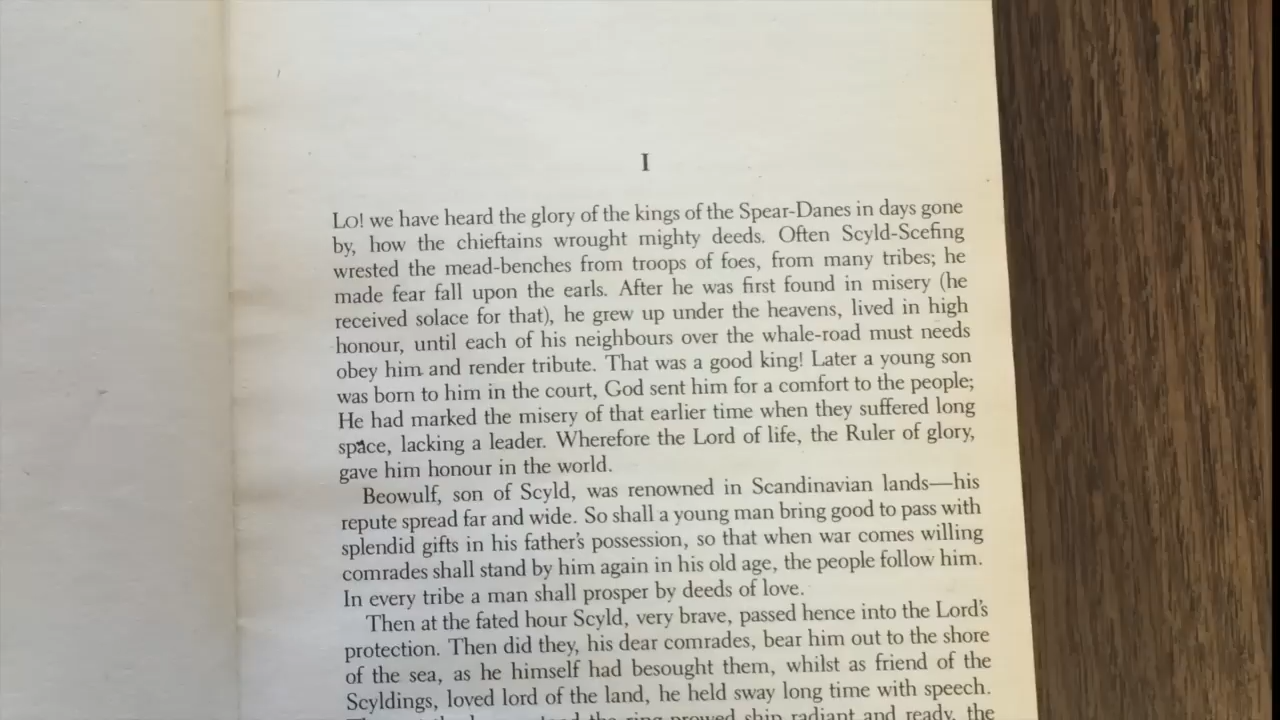 I
LO! we have heard the glory of the kings of the Spear-Danes in days gone
by, how the chieftains wrought mighty deeds. Often Scyld-Scefing
wrested the mead-benches from troops of foes, from many tribes; he
made fear fall upon the earls. After he was first found in misery (he
received solace for that), he grew up under the heavens, lived in high
honour, until each of his neighbours over the whale-road must needs
obey him and render tribute. That was a good king! Later a young son
was born to him in the court, God sent him for a comfort to the people;
He had marked the misery of that earlier time when they suffered long
space, lacking a leader. Wherefore the Lord of life, the Ruler of glory,
gave him honour in the world.
Beowulf, son of Scyld, was renowned in Scandinavian lands—his
repute spread far and wide. So shall a young man bring good to pass with
splendid gifts in his father's possession, so that when war comes willing
comrades shall stand by him again in his old age, the people follow him.
In every tribe a man shall prosper by deeds of love.
Then at the fated hour Scyld, very brave, passed hence into the Lord's
protection. Then did they, his dear comrades, bear him out to the shore
of the sea, as he himself had besought them, whilst as friend of the
Scyldings, loved lord of the land, he held sway long time with speech.
the ring-prowed ship radiant and ready, the